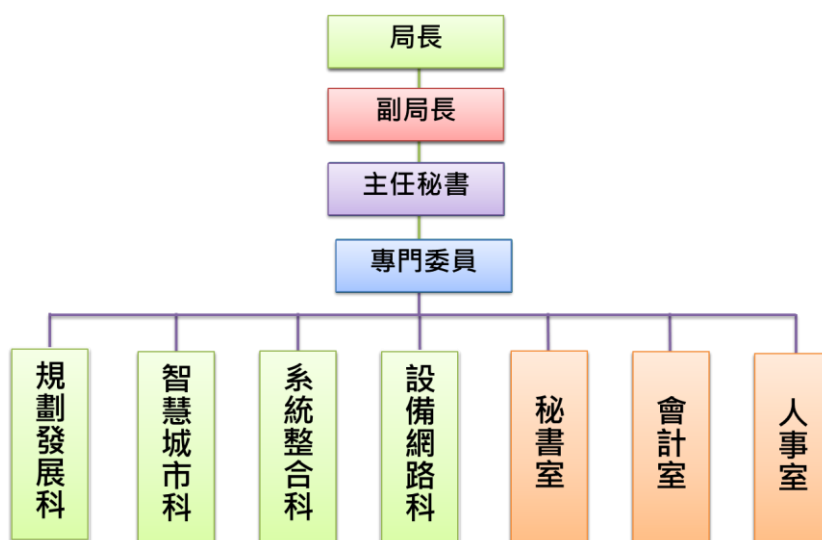 局長
副局長
主任秘書
專門委員
規劃發展科
智慧城市科
系統整合科
設備網路科
秘書室
會計室
人事室